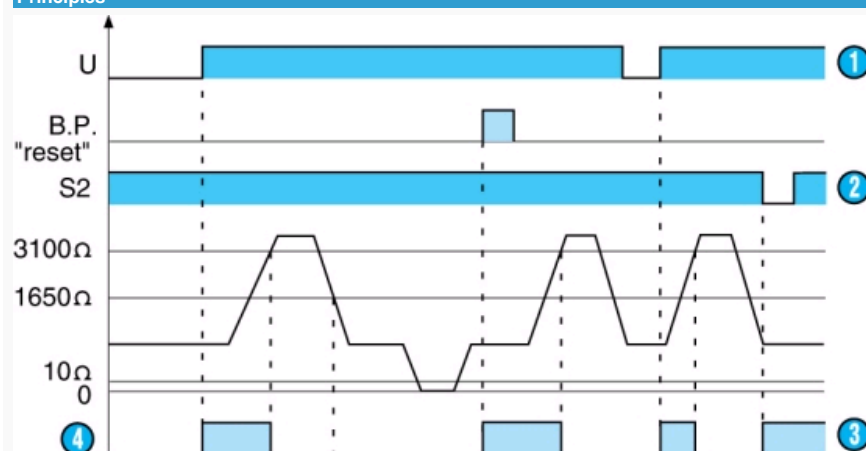 Principles
U
1
B.P.
"reset"
S2
2
3100Ω
1650Ω
10Ω
0
4
3